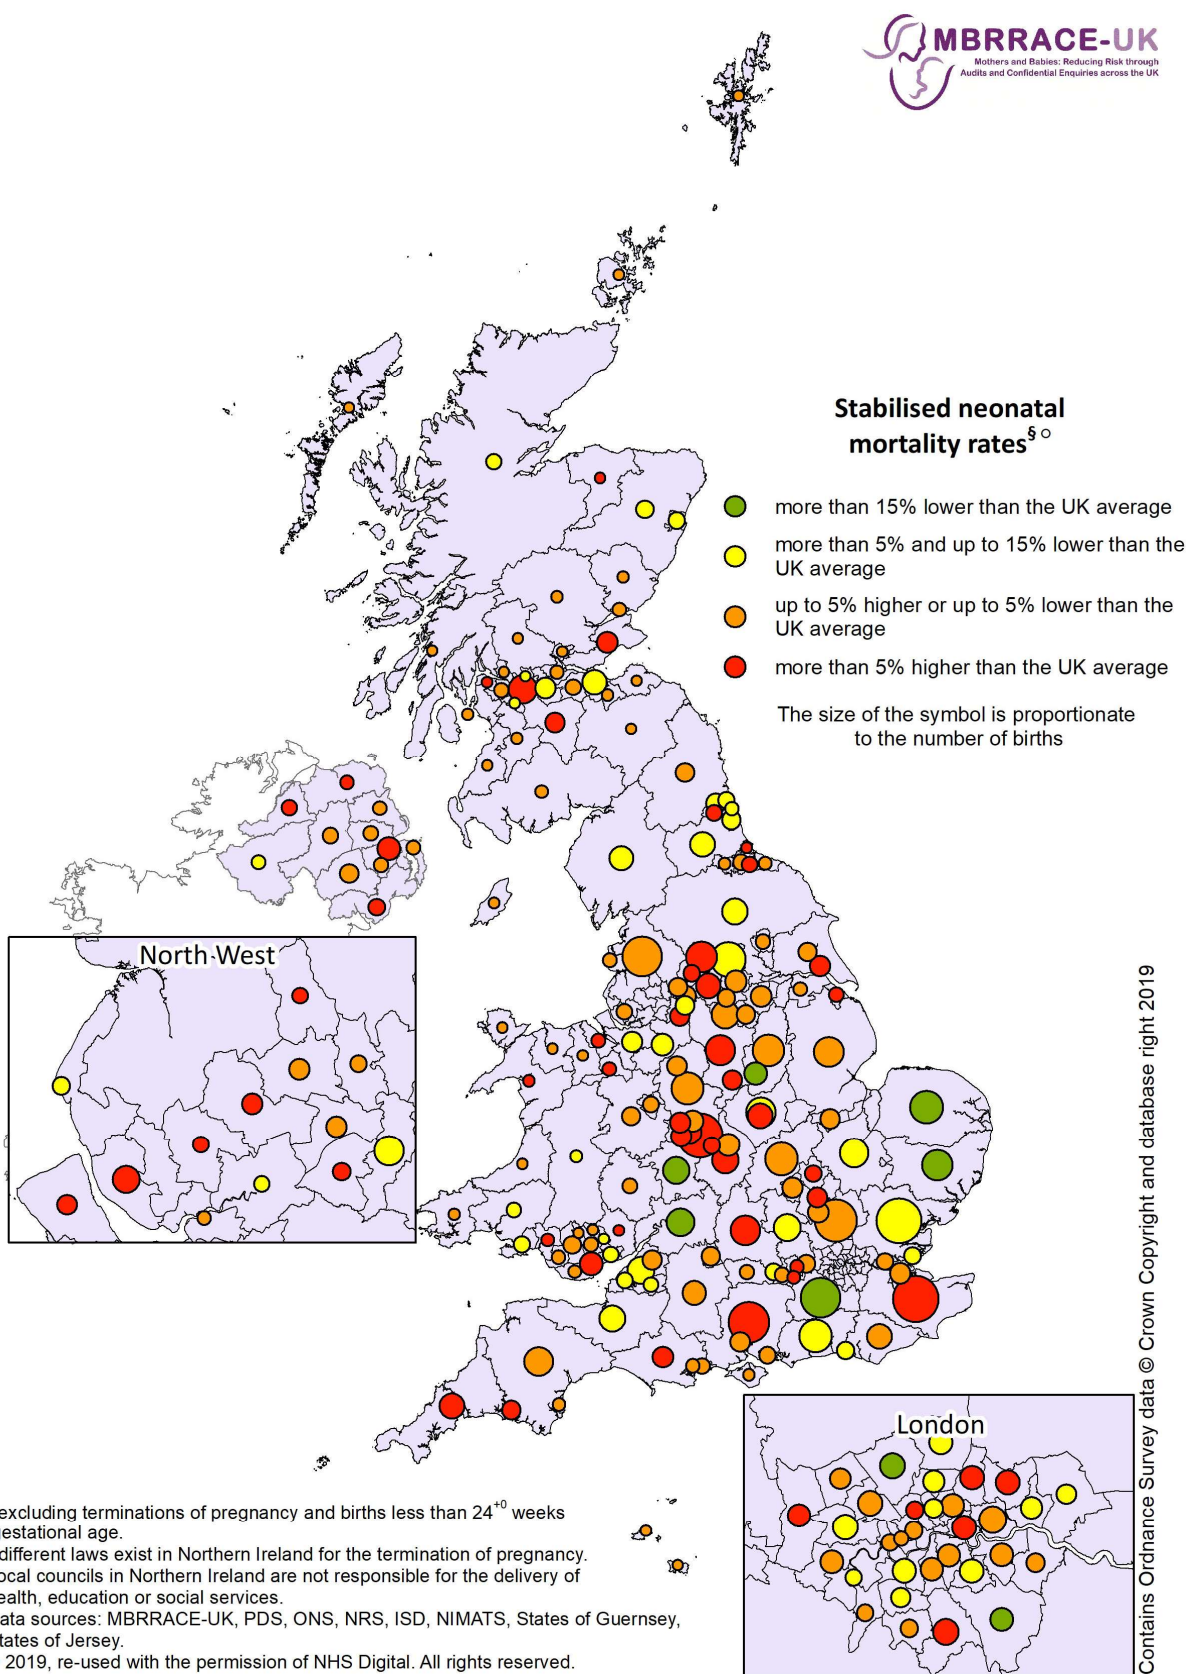 MBRRACE-UK
Mothers and Babies: Reducing Risk through
Audits and Confidential Enquiries across the UK
Stabilised neonatal
mortality rates§ ○
more than 15% lower than the UK average
more than 5% and up to 15% lower than the
UK average
up to 5% higher or up to 5% lower than the
UK average
more than 5% higher than the UK average
The size of the symbol is proportionate
to the number of births
North-West
London
excluding terminations of pregnancy and births less than 24+0 weeks
gestational age.
different laws exist in Northern Ireland for the termination of pregnancy.
ocal councils in Northern Ireland are not responsible for the delivery of
ealth, education or social services.
ata sources: MBRRACE-UK, PDS, ONS, NRS, ISD, NIMATS, States of Guernsey,
tates of Jersey.
2019, re-used with the permission of NHS Digital. All rights reserved.
Contains Ordnance Survey data © Crown Copyright and database right 2019